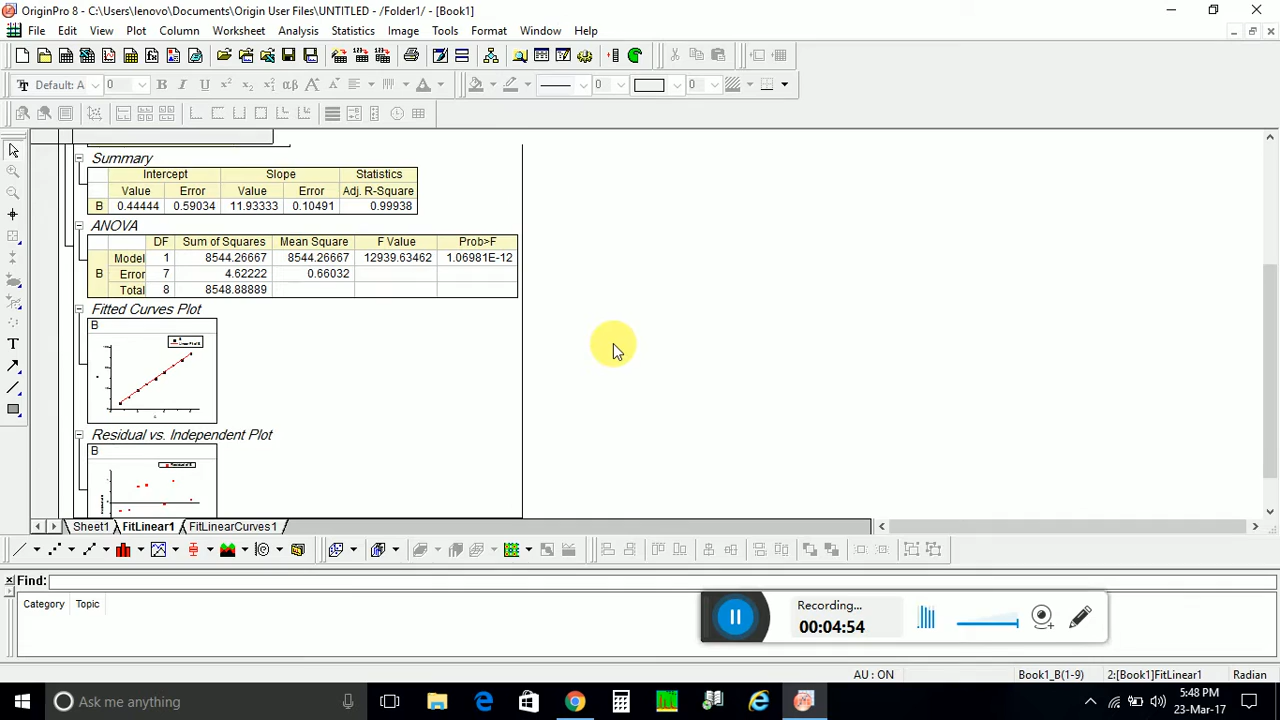 OriginPro 8 - C:\Users\lenovo\Documents\Origin User Files\UNTITLED - /Folder1/ - [Book1]
File Edit View Plot Column Worksheet Analysis Statistics Image Tools Format Window Help
Default: A 0 B I U αβ A A 0 0
Summary
Intercept Slope Statistics
Value Error Value Error Adj. R-Square
B 0.44444 0.59034 11.93333 0.10491 0.99938
ANOVA
DF Sum of Squares Mean Square F Value Prob>F
Model 1 8544.26667 8544.26667 12939.63462 1.06981E-12
B Error 7 4.62222 0.66032
Total 8 8548.88889
Fitted Curves Plot
B
Residual vs. Independent Plot
B
Sheet1 FitLinear1 FitLinearCurves1
Find:
Category Topic
Recording...
00:04:54
AU : ON Book1_B(1-9) 2:[Book1]FitLinear1 Radian
Ask me anything
5:48 PM
23-Mar-17